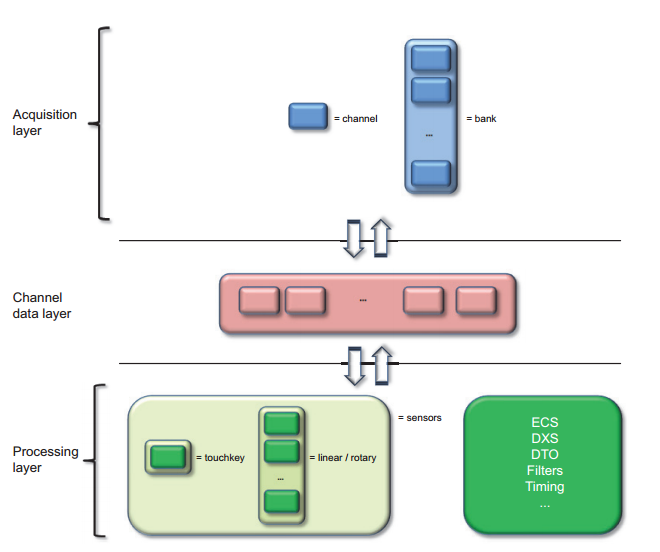 Acquisition
layer
= channel
...
= bank
Channel
data layer
...
Processing
layer
= touchkey
...
= linear / rotary
= sensors
ECS
DXS
DTO
Filters
Timing
...